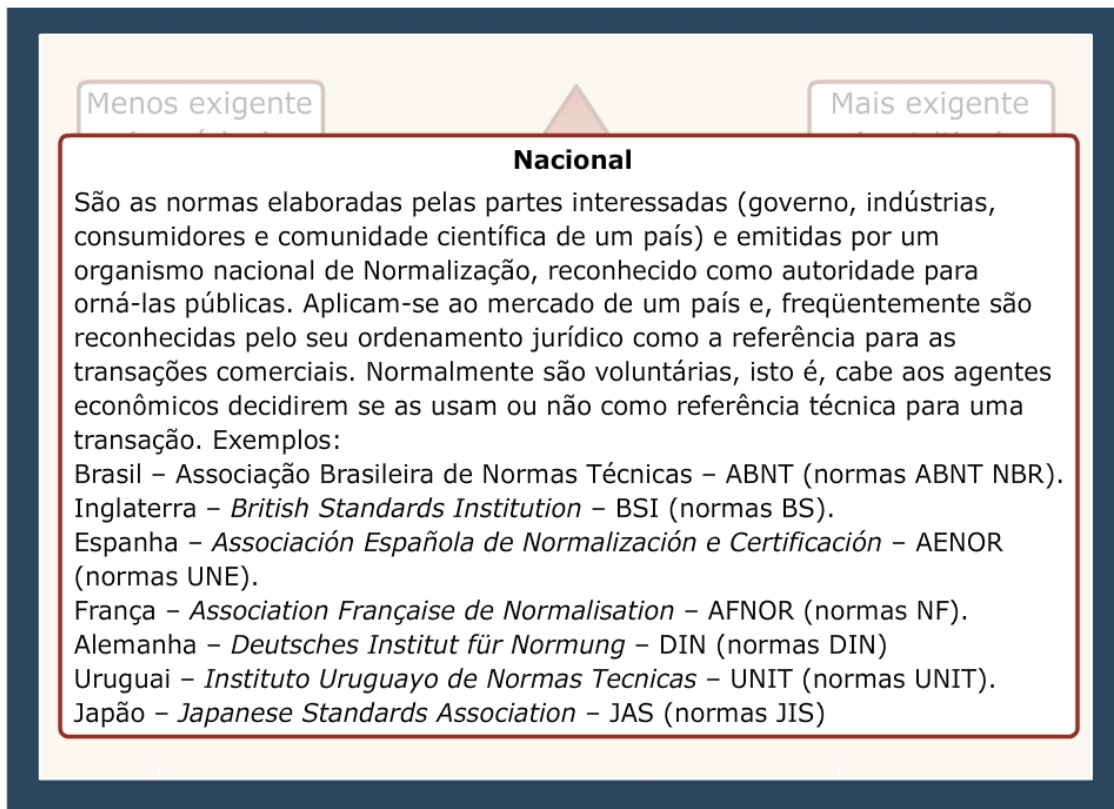 Menos exigente
Mais exigente
Nacional
São as normas elaboradas pelas partes interessadas (governo, indústrias,
consumidores e comunidade científica de um país) e emitidas por um
organismo nacional de Normalização, reconhecido como autoridade para
orná-las públicas. Aplicam-se ao mercado de um país e, freqüentemente são
reconhecidas pelo seu ordenamento jurídico como a referência para as
transações comerciais. Normalmente são voluntárias, isto é, cabe aos agentes
econômicos decidirem se as usam ou não como referência técnica para uma
transação. Exemplos:
Brasil – Associação Brasileira de Normas Técnicas – ABNT (normas ABNT NBR).
Inglaterra – British Standards Institution – BSI (normas BS).
Espanha – Associación Española de Normalización e Certificación – AENOR
(normas UNE).
França – Association Française de Normalisation – AFNOR (normas NF).
Alemanha – Deutsches Institut für Normung – DIN (normas DIN)
Uruguai – Instituto Uruguayo de Normas Tecnicas – UNIT (normas UNIT).
Japão – Japanese Standards Association – JAS (normas JIS)